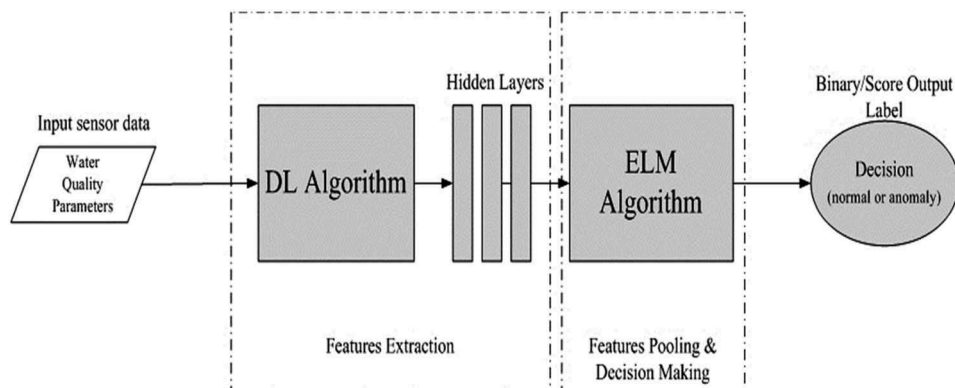 Input sensor data
Water
Quality
Parameters
DL Algorithm
Hidden Layers
Features Extraction
ELM
Algorithm
Features Pooling &
Decision Making
Binary/Score Output
Label
Decision
(normal or anomaly)